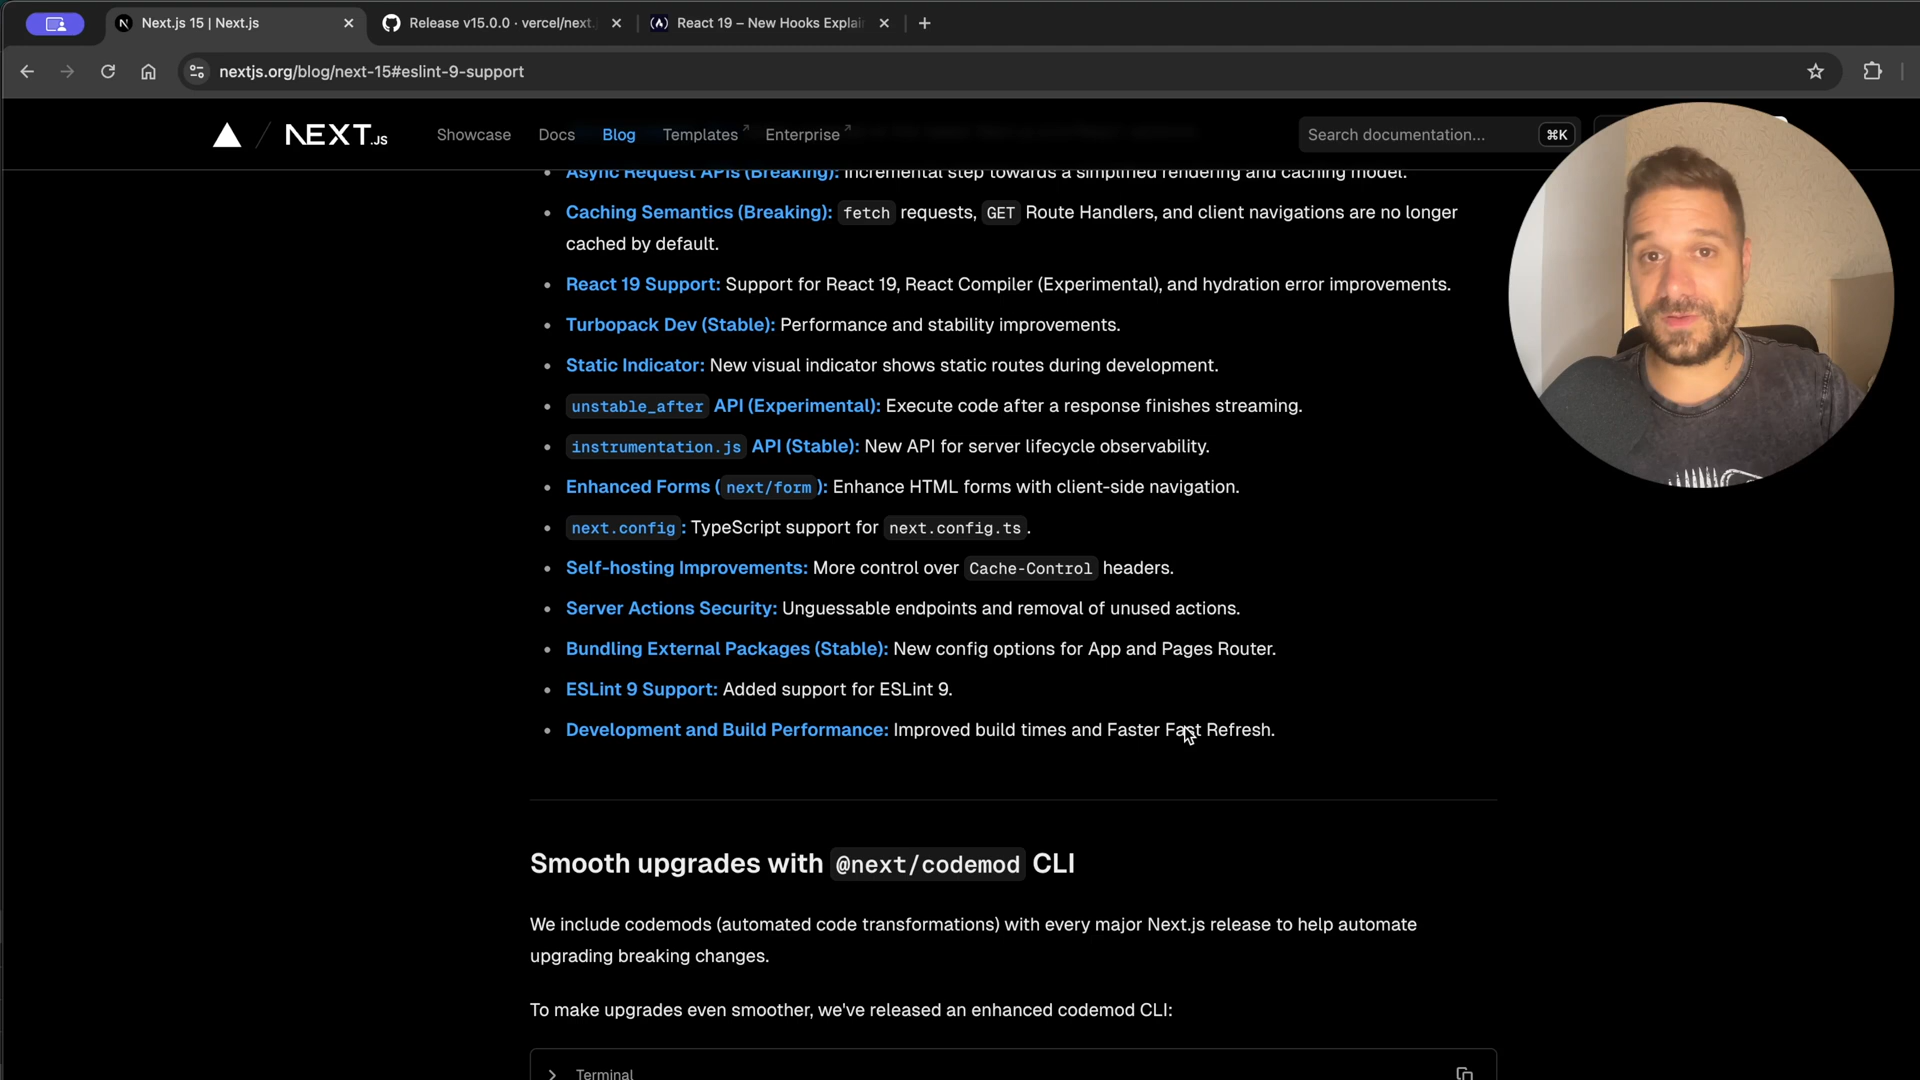 Next.js 15 | Next.js
Release v15.0.0 · vercel/next.
React 19 – New Hooks Explai
nextjs.org/blog/next-15#eslint-9-support
NEXT.JS
Showcase
Docs
Blog
Templates
Enterprise
Search documentation...
⌘K
Async Request APIs (Breaking): Incremental step towards a simplified rendering and caching model.
Caching Semantics (Breaking): fetch requests, GET Route Handlers, and client navigations are no longer
cached by default.
React 19 Support: Support for React 19, React Compiler (Experimental), and hydration error improvements.
Turbopack Dev (Stable): Performance and stability improvements.
Static Indicator: New visual indicator shows static routes during development.
unstable_after API (Experimental): Execute code after a response finishes streaming.
instrumentation.js API (Stable): New API for server lifecycle observability.
Enhanced Forms (next/form): Enhance HTML forms with client-side navigation.
next.config: TypeScript support for next.config.ts.
Self-hosting Improvements: More control over Cache-Control headers.
Server Actions Security: Unguessable endpoints and removal of unused actions.
Bundling External Packages (Stable): New config options for App and Pages Router.
ESLint 9 Support: Added support for ESLint 9.
Development and Build Performance: Improved build times and Faster Fast Refresh.
Smooth upgrades with @next/codemod CLI
We include codemods (automated code transformations) with every major Next.js release to help automate
upgrading breaking changes.
To make upgrades even smoother, we've released an enhanced codemod CLI:
Terminal